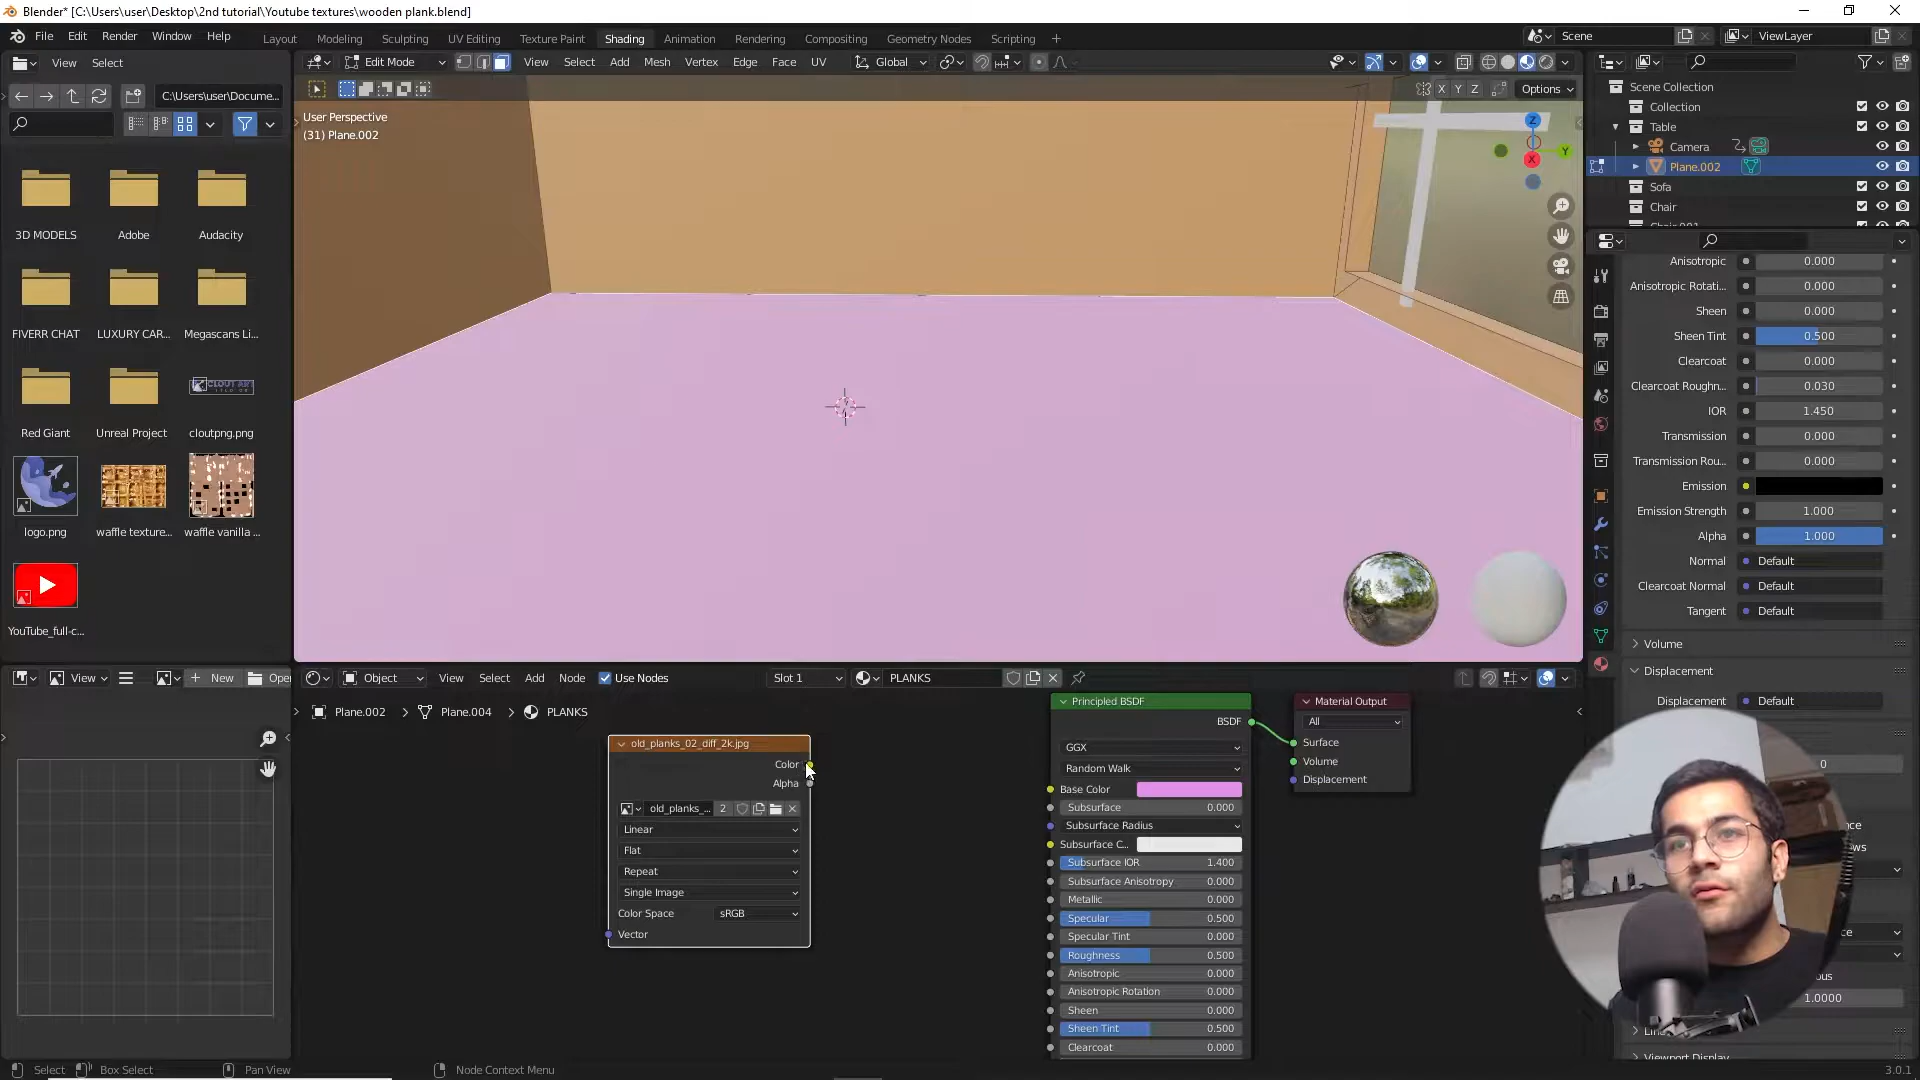 Blender* [C:\Users\user\Desktop\2nd tutorial\Youtube textures\wooden plank.blend]
File Edit Render Window Help
Layout Modeling Sculpting UV Editing Texture Paint Shading Animation Rendering Compositing Geometry Nodes Scripting
Scene
ViewLayer
View Select
Edit Mode
View Select Add Mesh Vertex Edge Face UV
Global
C:\Users\user\Docume...
X Y Z
Options
User Perspective
(31) Plane.002
Z
Y
X
Scene Collection
Collection
Table
Camera
Plane.002
Sofa
Chair
3D MODELS
Adobe
Audacity
FIVERR CHAT
LUXURY CAR...
Megascans Li...
Red Giant
Unreal Project
cloutpng.png
logo.png
waffle texture...
waffle vanilla ...
YouTube_full-c...
Anisotropic 0.000
Anisotropic Rotati... 0.000
Sheen 0.000
Sheen Tint 0.500
Clearcoat 0.000
Clearcoat Roughn... 0.030
IOR 1.450
Transmission 0.000
Transmission Rou... 0.000
Emission
Emission Strength 1.000
Alpha 1.000
Normal Default
Clearcoat Normal Default
Tangent Default
Volume
Displacement
Displacement Default
0
1.0000
Viewport Display
View
New
Open
Object
View Select Add Node
Use Nodes
Slot 1
PLANKS
Plane.002 > Plane.004 > PLANKS
old_planks_02_diff_2k.jpg
Color
Alpha
old_planks_... 2
Linear
Flat
Repeat
Single Image
Color Space sRGB
Vector
Principled BSDF
BSDF
GGX
Random Walk
Base Color
Subsurface 0.000
Subsurface Radius
Subsurface C...
Subsurface IOR 1.400
Subsurface Anisotropy 0.000
Metallic 0.000
Specular 0.500
Specular Tint 0.000
Roughness 0.500
Anisotropic 0.000
Anisotropic Rotation 0.000
Sheen 0.000
Sheen Tint 0.500
Clearcoat 0.000
Material Output
All
Surface
Volume
Displacement
Select
Box Select
Pan View
Node Context Menu
3.0.1